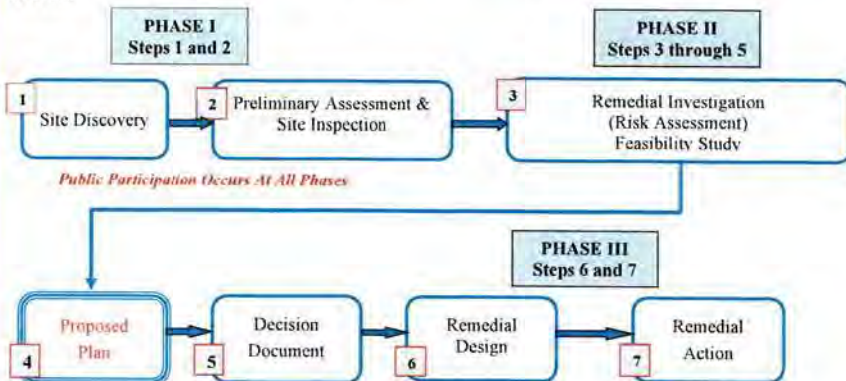 PHASE I
Steps 1 and 2
PHASE II
Steps 3 through 5
1
Site Discovery
2
Preliminary Assessment &
Site Inspection
3
Remedial Investigation
(Risk Assessment)
Feasibility Study
Public Participation Occurs At All Phases
PHASE III
Steps 6 and 7
Proposed
Plan
4
Decision
Document
5
Remedial
Design
6
Remedial
Action
7